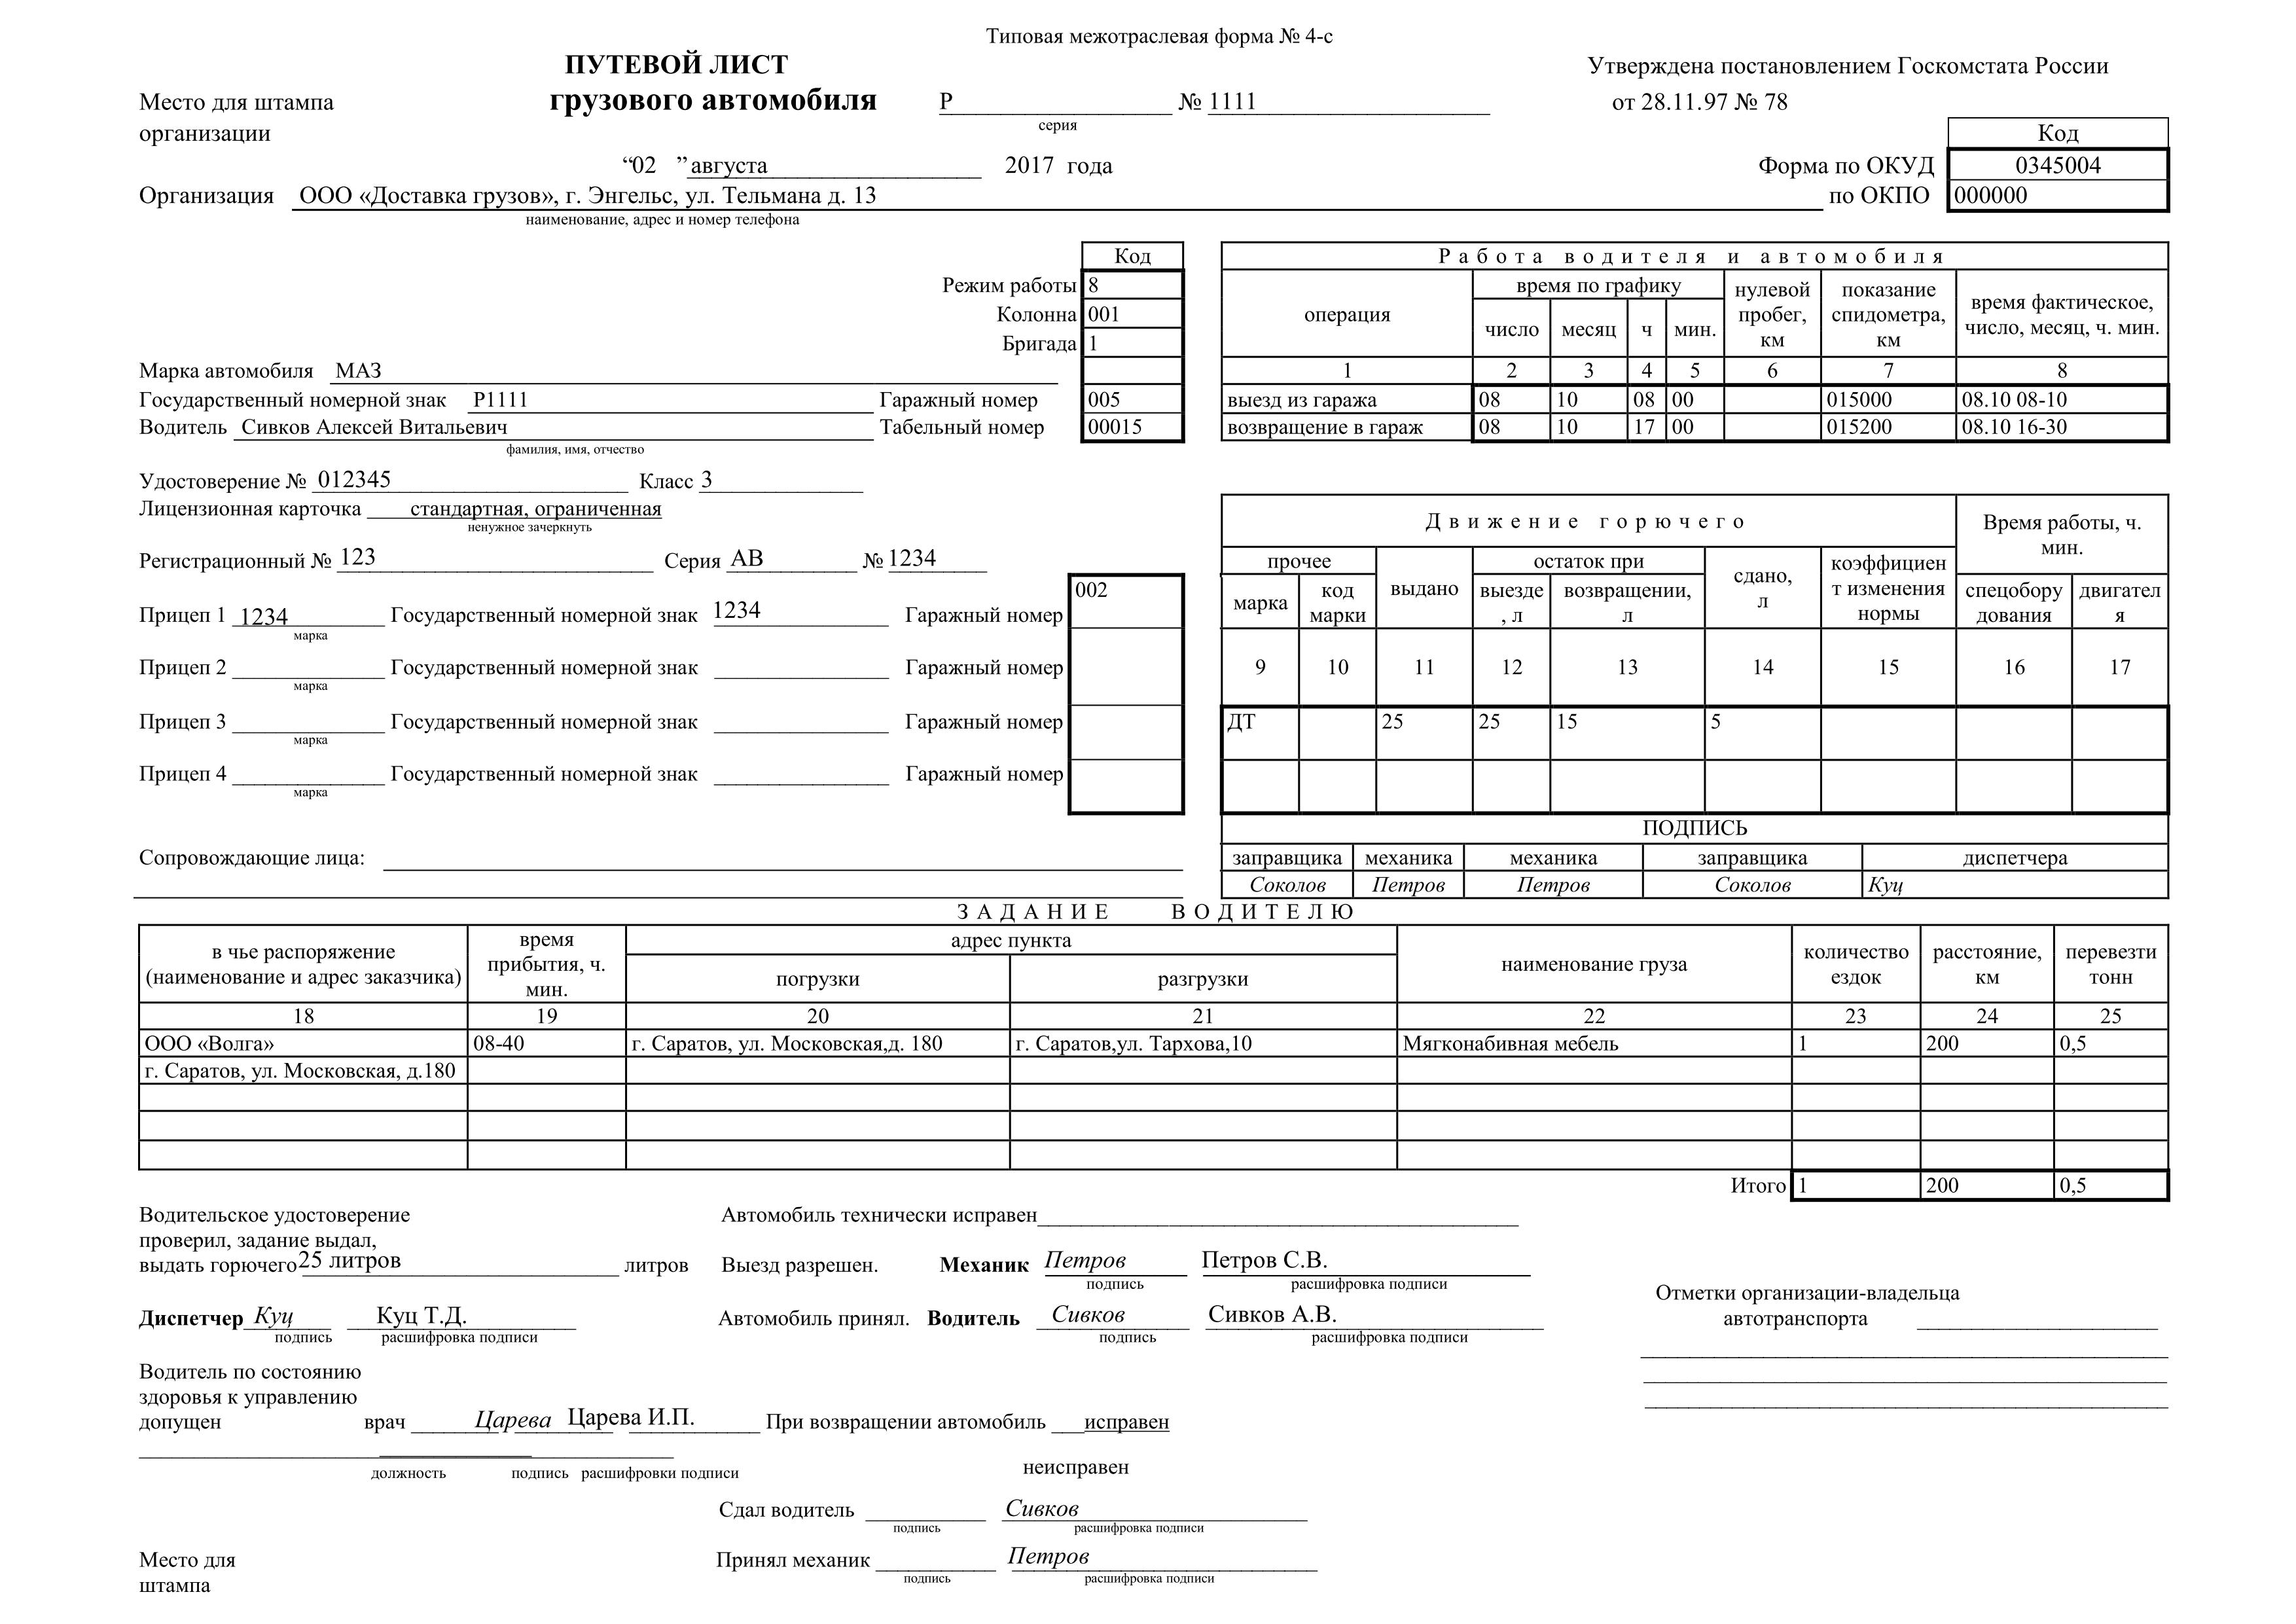 Типовая межотраслевая форма № 4-с
ПУТЕВОЙ ЛИСТ
Утверждена постановлением Госкомстата России
Место для штампа
организации
грузового автомобиля Р № 1111
от 28.11.97 № 78
серия
Код
“02 ” августа 2017 года
Форма по ОКУД 0345004
Организация ООО «Доставка грузов», г. Энгельс, ул. Тельмана д. 13
по ОКПО 000000
наименование, адрес и номер телефона
Код
Режим работы 8
Колонна 001
Бригада 1
Марка автомобиля МАЗ
Государственный номерной знак Р1111 Гаражный номер 005
Водитель Сивков Алексей Витальевич Табельный номер 00015
фамилия, имя, отчество
Работа водителя и автомобиля
операция время по графику нулевой пробег, км показание спидометра, км время фактическое, число, месяц, ч. мин.
число месяц ч мин.
1 2 3 4 5 6 7 8
выезд из гаража 08 10 08 00 015000 08.10 08-10
возвращение в гараж 08 10 17 00 015200 08.10 16-30
Удостоверение № 012345 Класс 3
Лицензионная карточка стандартная, ограниченная
ненужное зачеркнуть
Регистрационный № 123 Серия АВ № 1234
Прицеп 1 1234 Государственный номерной знак 1234 Гаражный номер 002
марка
Прицеп 2 Государственный номерной знак Гаражный номер
марка
Прицеп 3 Государственный номерной знак Гаражный номер
марка
Прицеп 4 Государственный номерной знак Гаражный номер
марка
Сопровождающие лица:
Движение горючего Время работы, ч. мин.
прочее выдано остаток при сдано, л коэффициен т изменения нормы спецобору дования двигател я
марка код марки выезде , л возвращении, л
9 10 11 12 13 14 15 16 17
ДТ 25 25 15 5
ПОДПИСЬ
заправщика механика механика заправщика диспетчера
Соколов Петров Петров Соколов Куц
ЗАДАНИЕ ВОДИТЕЛЮ
в чье распоряжение (наименование и адрес заказчика) время прибытия, ч. мин. адрес пункта наименование груза количество ездок расстояние, км перевезти тонн
погрузки разгрузки
18 19 20 21 22 23 24 25
ООО «Волга» 08-40 г. Саратов, ул. Московская,д. 180 г. Саратов,ул. Тархова,10 Мягконабивная мебель 1 200 0,5
г. Саратов, ул. Московская, д.180
Итого 1 200 0,5
Водительское удостоверение
проверил, задание выдал,
выдать горючего 25 литров литров
Диспетчер Куц Куц Т.Д.
подпись расшифровка подписи
Автомобиль технически исправен
Выезд разрешен. Механик Петров Петров С.В.
подпись расшифровка подписи
Автомобиль принял. Водитель Сивков Сивков А.В.
подпись расшифровка подписи
Отметки организации-владельца
автотранспорта
Водитель по состоянию
здоровья к управлению
допущен врач Царева Царева И.П. При возвращении автомобиль исправен
должность подпись расшифровки подписи
неисправен
Сдал водитель Сивков
подпись расшифровка подписи
Место для
штампа
Принял механик Петров
подпись расшифровка подписи